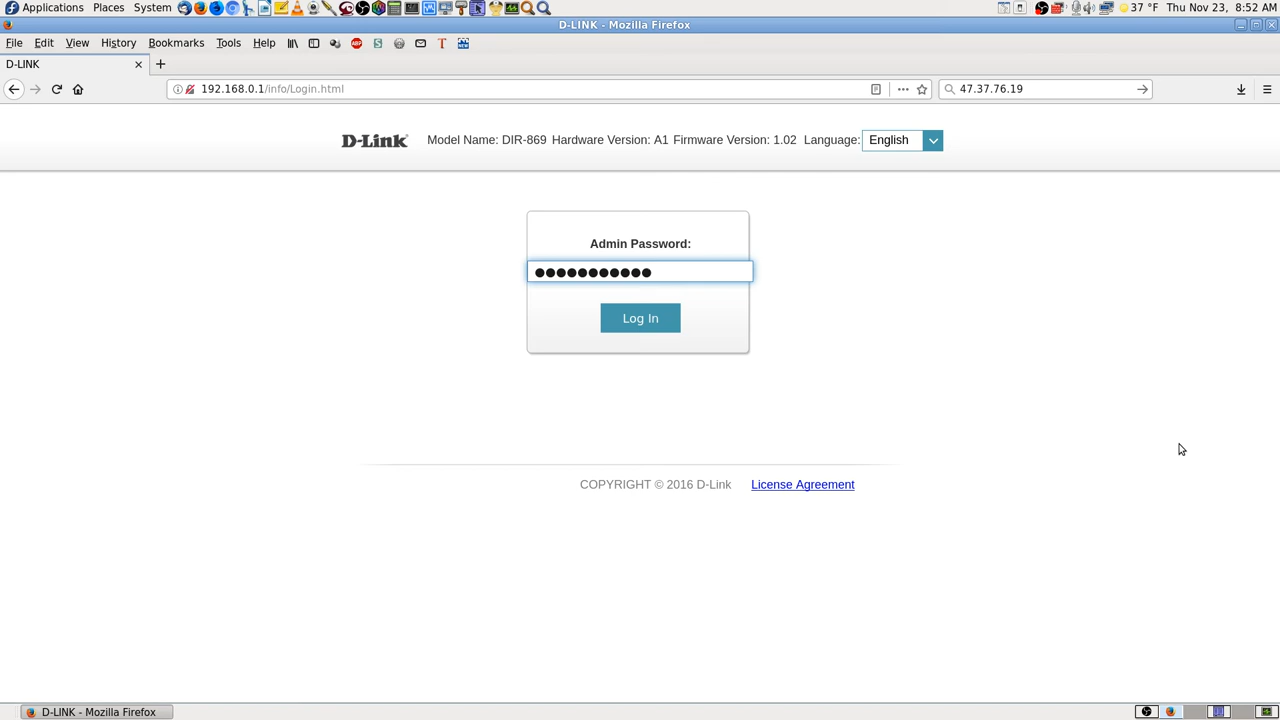 Applications Places System 37 °F Thu Nov 23, 8:52 AM
D-LINK - Mozilla Firefox
File Edit View History Bookmarks Tools Help
D-LINK
192.168.0.1/info/Login.html 47.37.76.19
D-Link Model Name: DIR-869 Hardware Version: A1 Firmware Version: 1.02 Language: English
Admin Password:
Log In
COPYRIGHT © 2016 D-Link License Agreement
D-LINK - Mozilla Firefox